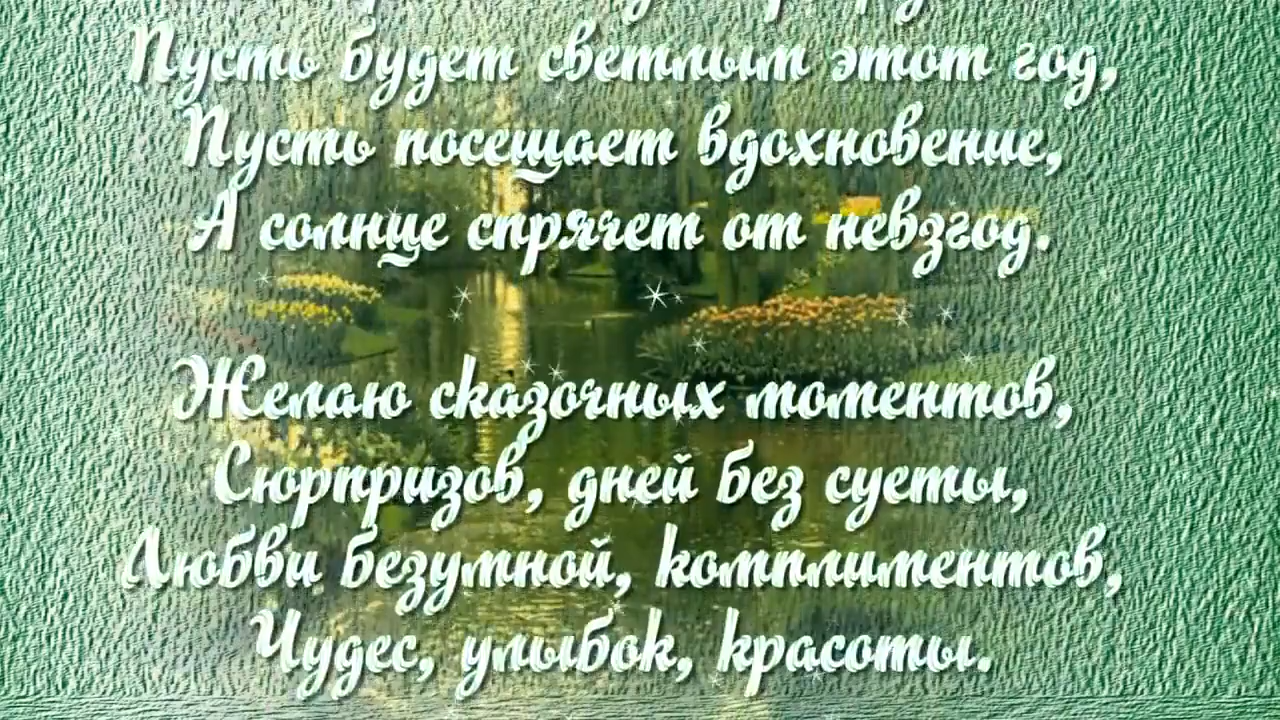 Пусть будет светлым этот год,
Пусть посещает вдохновение,
А солнце спрячет от невзгод.
Желаю сказочных моментов,
Сюрпризов, дней без суеты,
Любви безумной, комплиментов,
Чудес, улыбок, красоты.